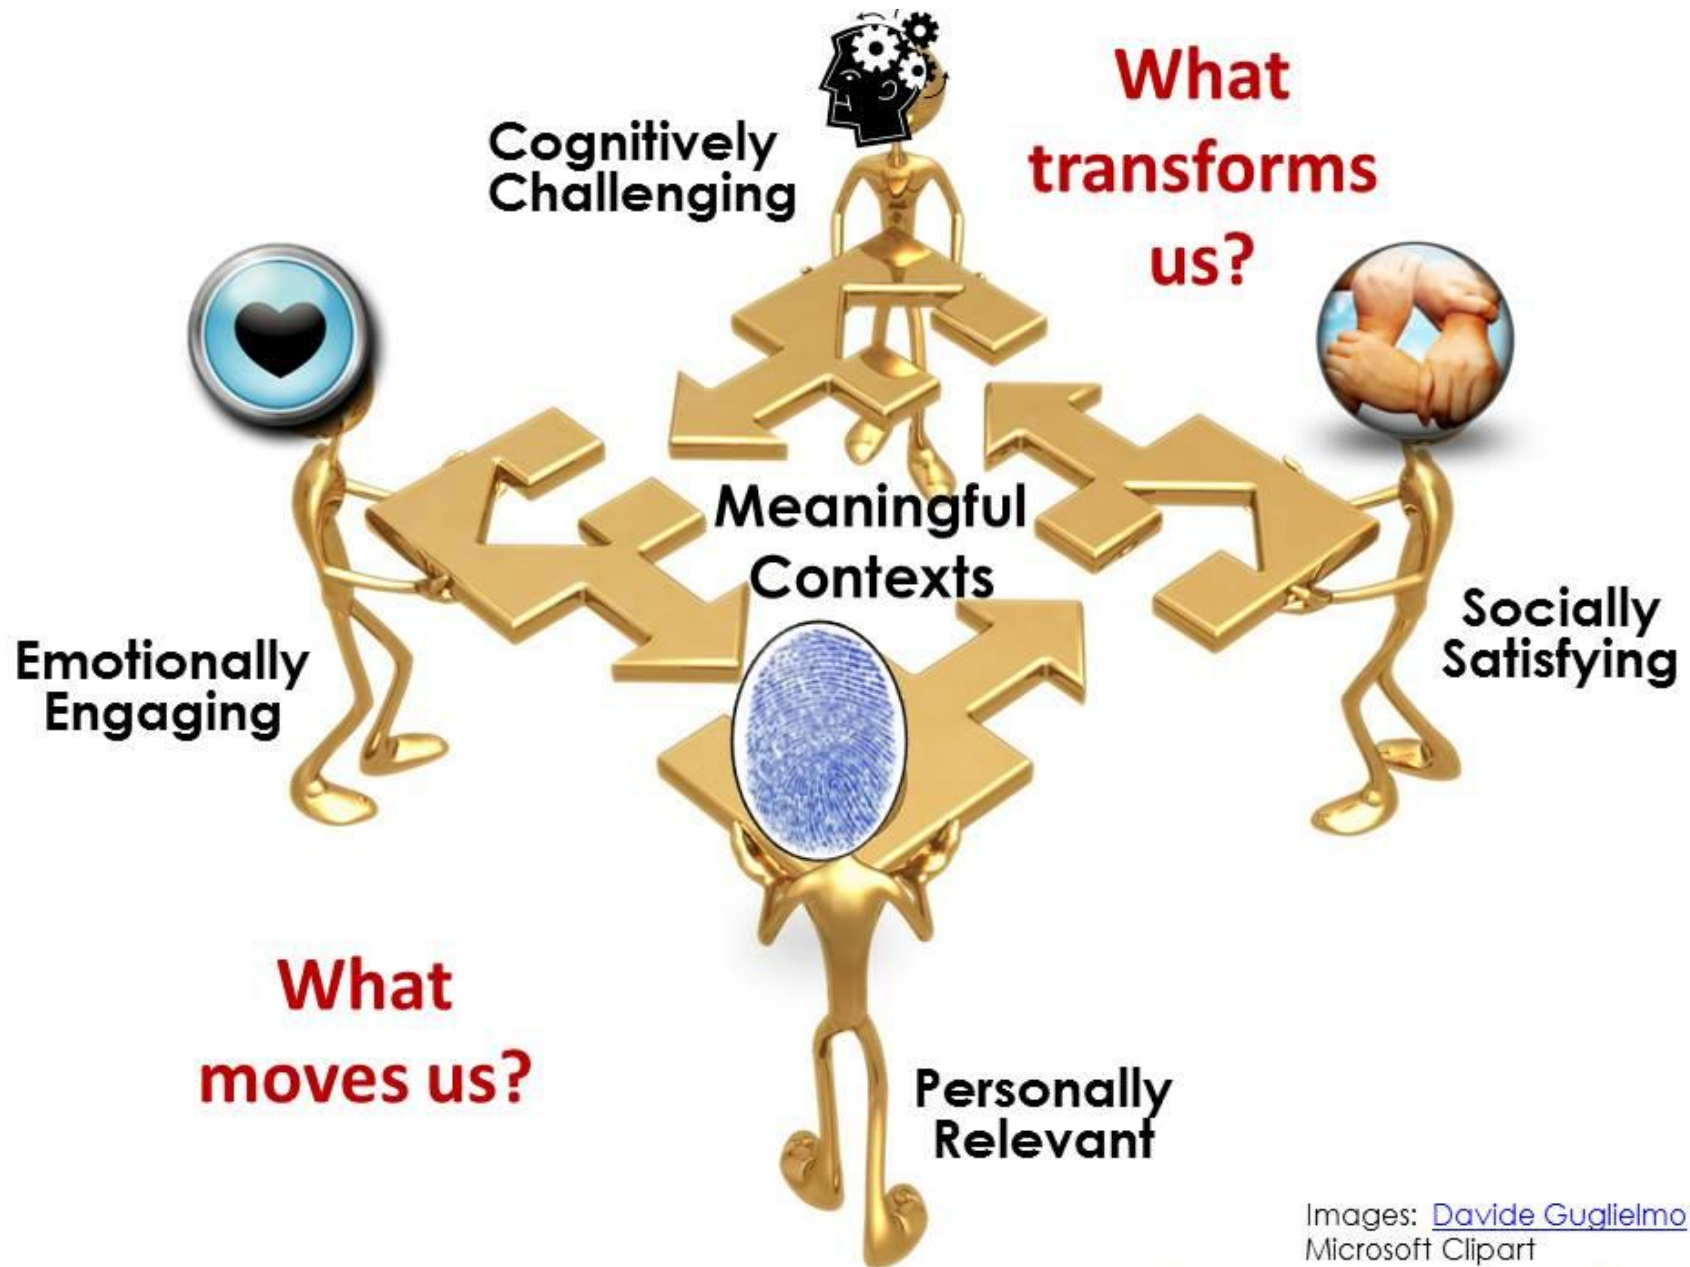 What
transforms
us?
Cognitively
Challenging
Meaningful
Contexts
Emotionally
Engaging
Socially
Satisfying
What
moves us?
Personally
Relevant
Images: Davide Guglielmo
Microsoft Clipart